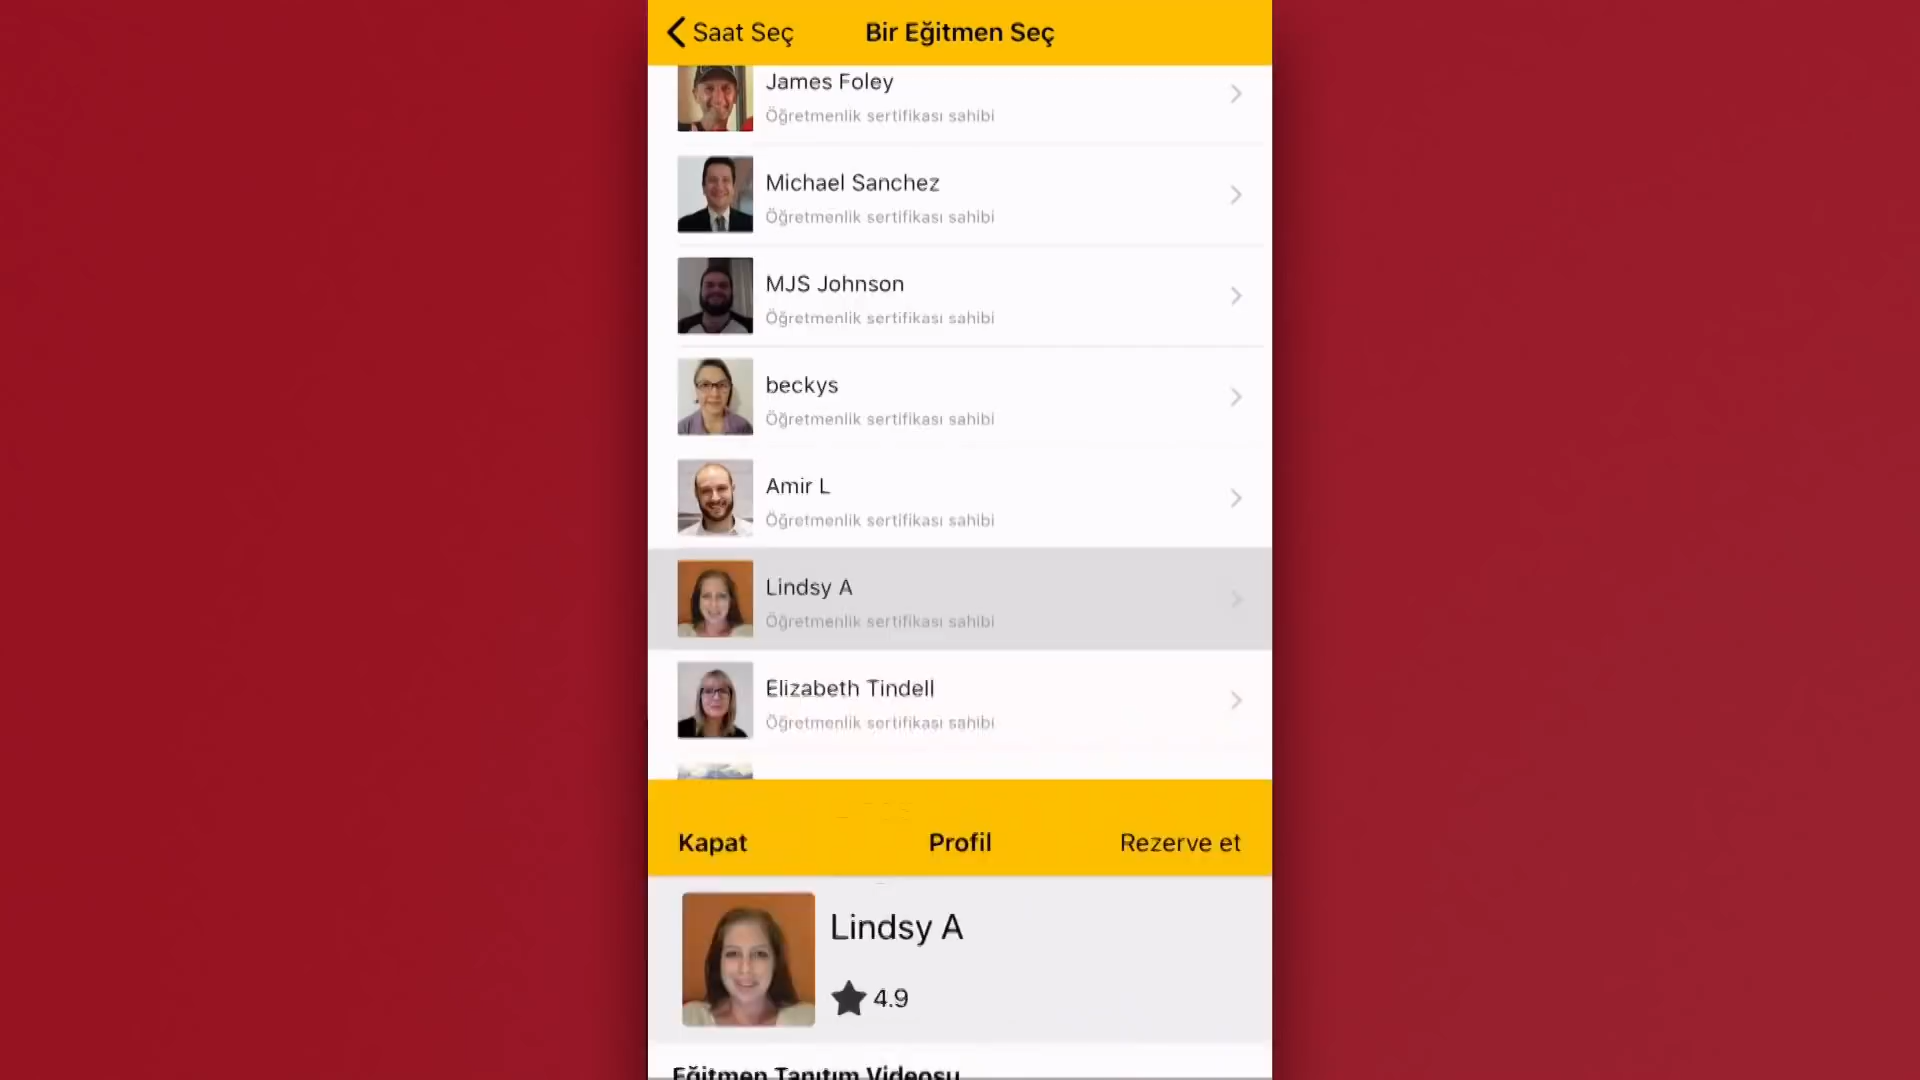 Saat Seç
Bir Eğitmen Seç
James Foley
Öğretmenlik sertifikası sahibi
Michael Sanchez
Öğretmenlik sertifikası sahibi
MJS Johnson
Öğretmenlik sertifikası sahibi
beckys
Öğretmenlik sertifikası sahibi
Amir L
Öğretmenlik sertifikası sahibi
Lindsy A
Öğretmenlik sertifikası sahibi
Elizabeth Tindell
Öğretmenlik sertifikası sahibi
Kapat
Profil
Rezerve et
Lindsy A
4.9
Eğitmen Tanıtım Videosu